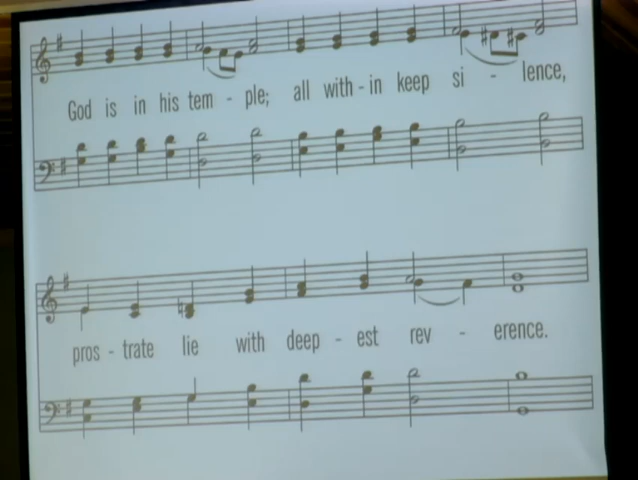 God is in his tem - ple; all with - in keep si - lence,
pros - trate lie with deep - est rev - erence.